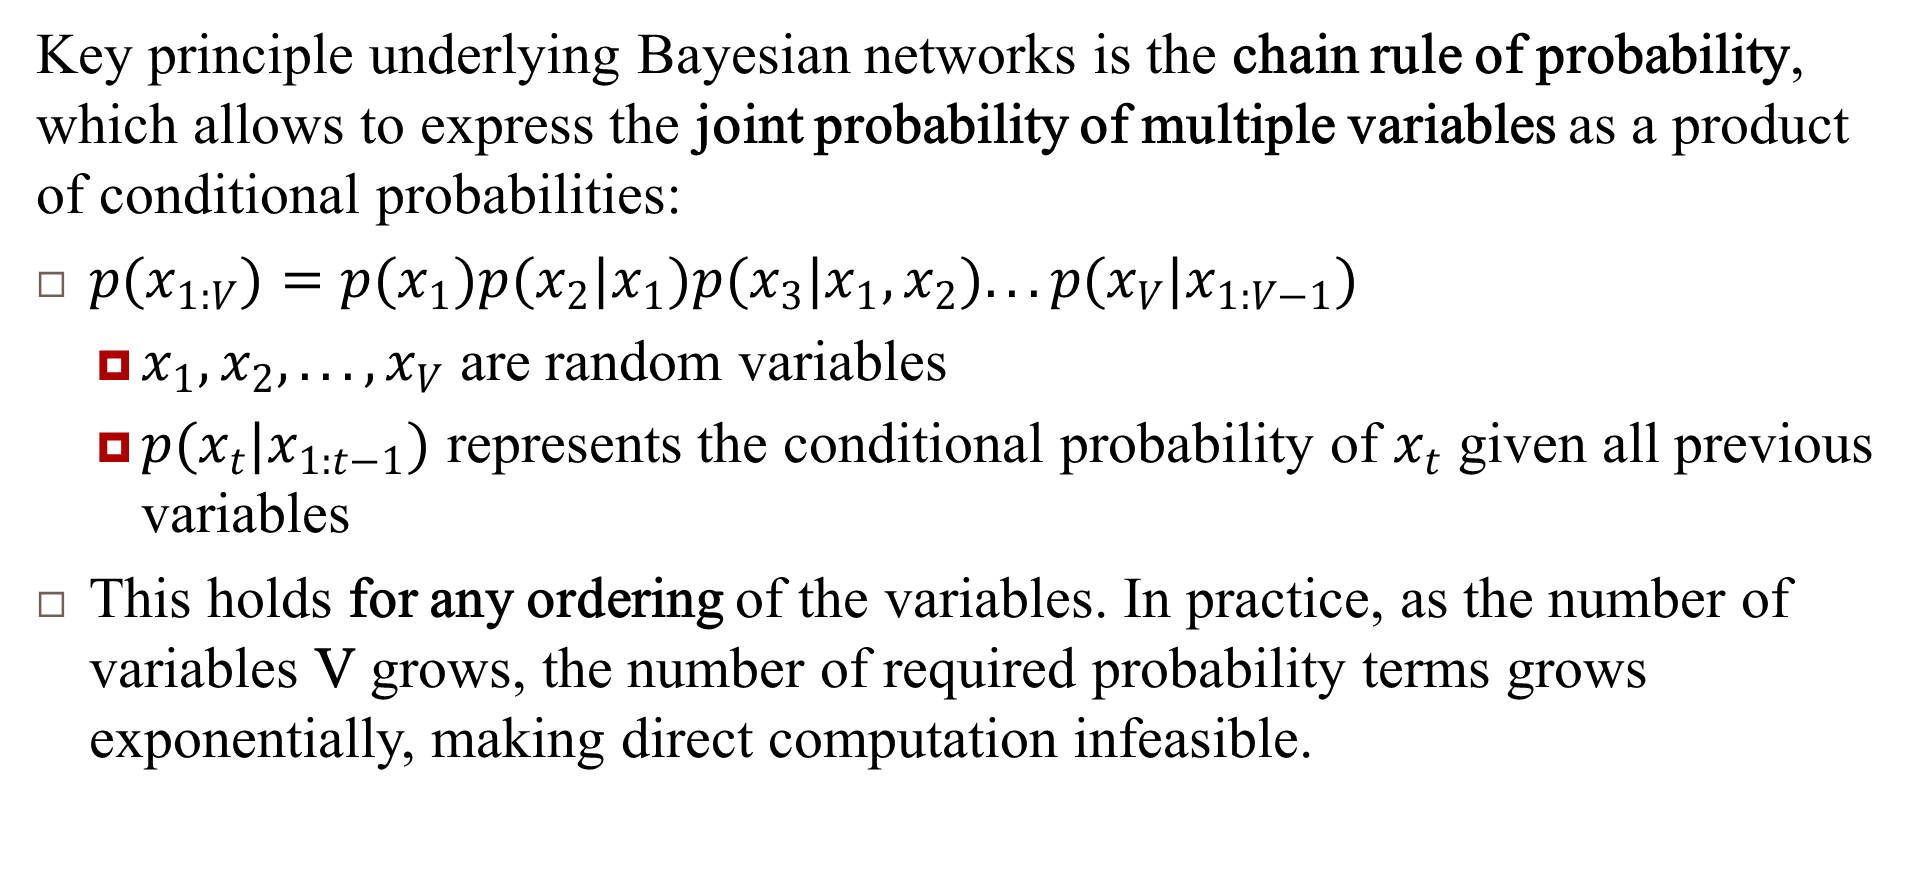 Key principle underlying Bayesian networks is the chain rule of probability,
which allows to express the joint probability of multiple variables as a product
of conditional probabilities:
□ p(x₁:V) = p(x₁)p(x₂|x₁)p(x₃|x₁, x₂)…p(xV|x₁:V−₁)
□ x₁, x₂, …, xV are random variables
□ p(xₜ|x₁:ₜ₋₁) represents the conditional probability of xₜ given all previous
variables
□ This holds for any ordering of the variables. In practice, as the number of
variables V grows, the number of required probability terms grows
exponentially, making direct computation infeasible.